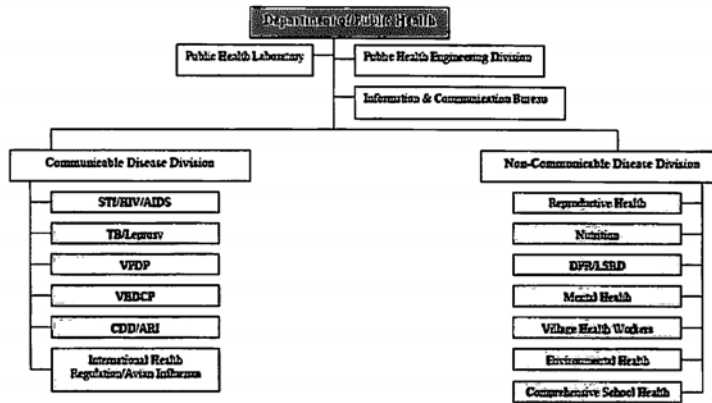 Department of Public Health
Public Health Laboratory
Public Health Engineering Division
Information & Communication Bureau
Communicable Disease Division
Non-Communicable Disease Division
STI/HIV/AIDS
TB/Leprosy
VPDP
VBDCP
CDD/ARI
International Health
Regulation/Avian Influenza
Reproductive Health
Nutrition
Mental Health
Village Health Workers
Environmental Health
Comprehensive School Health